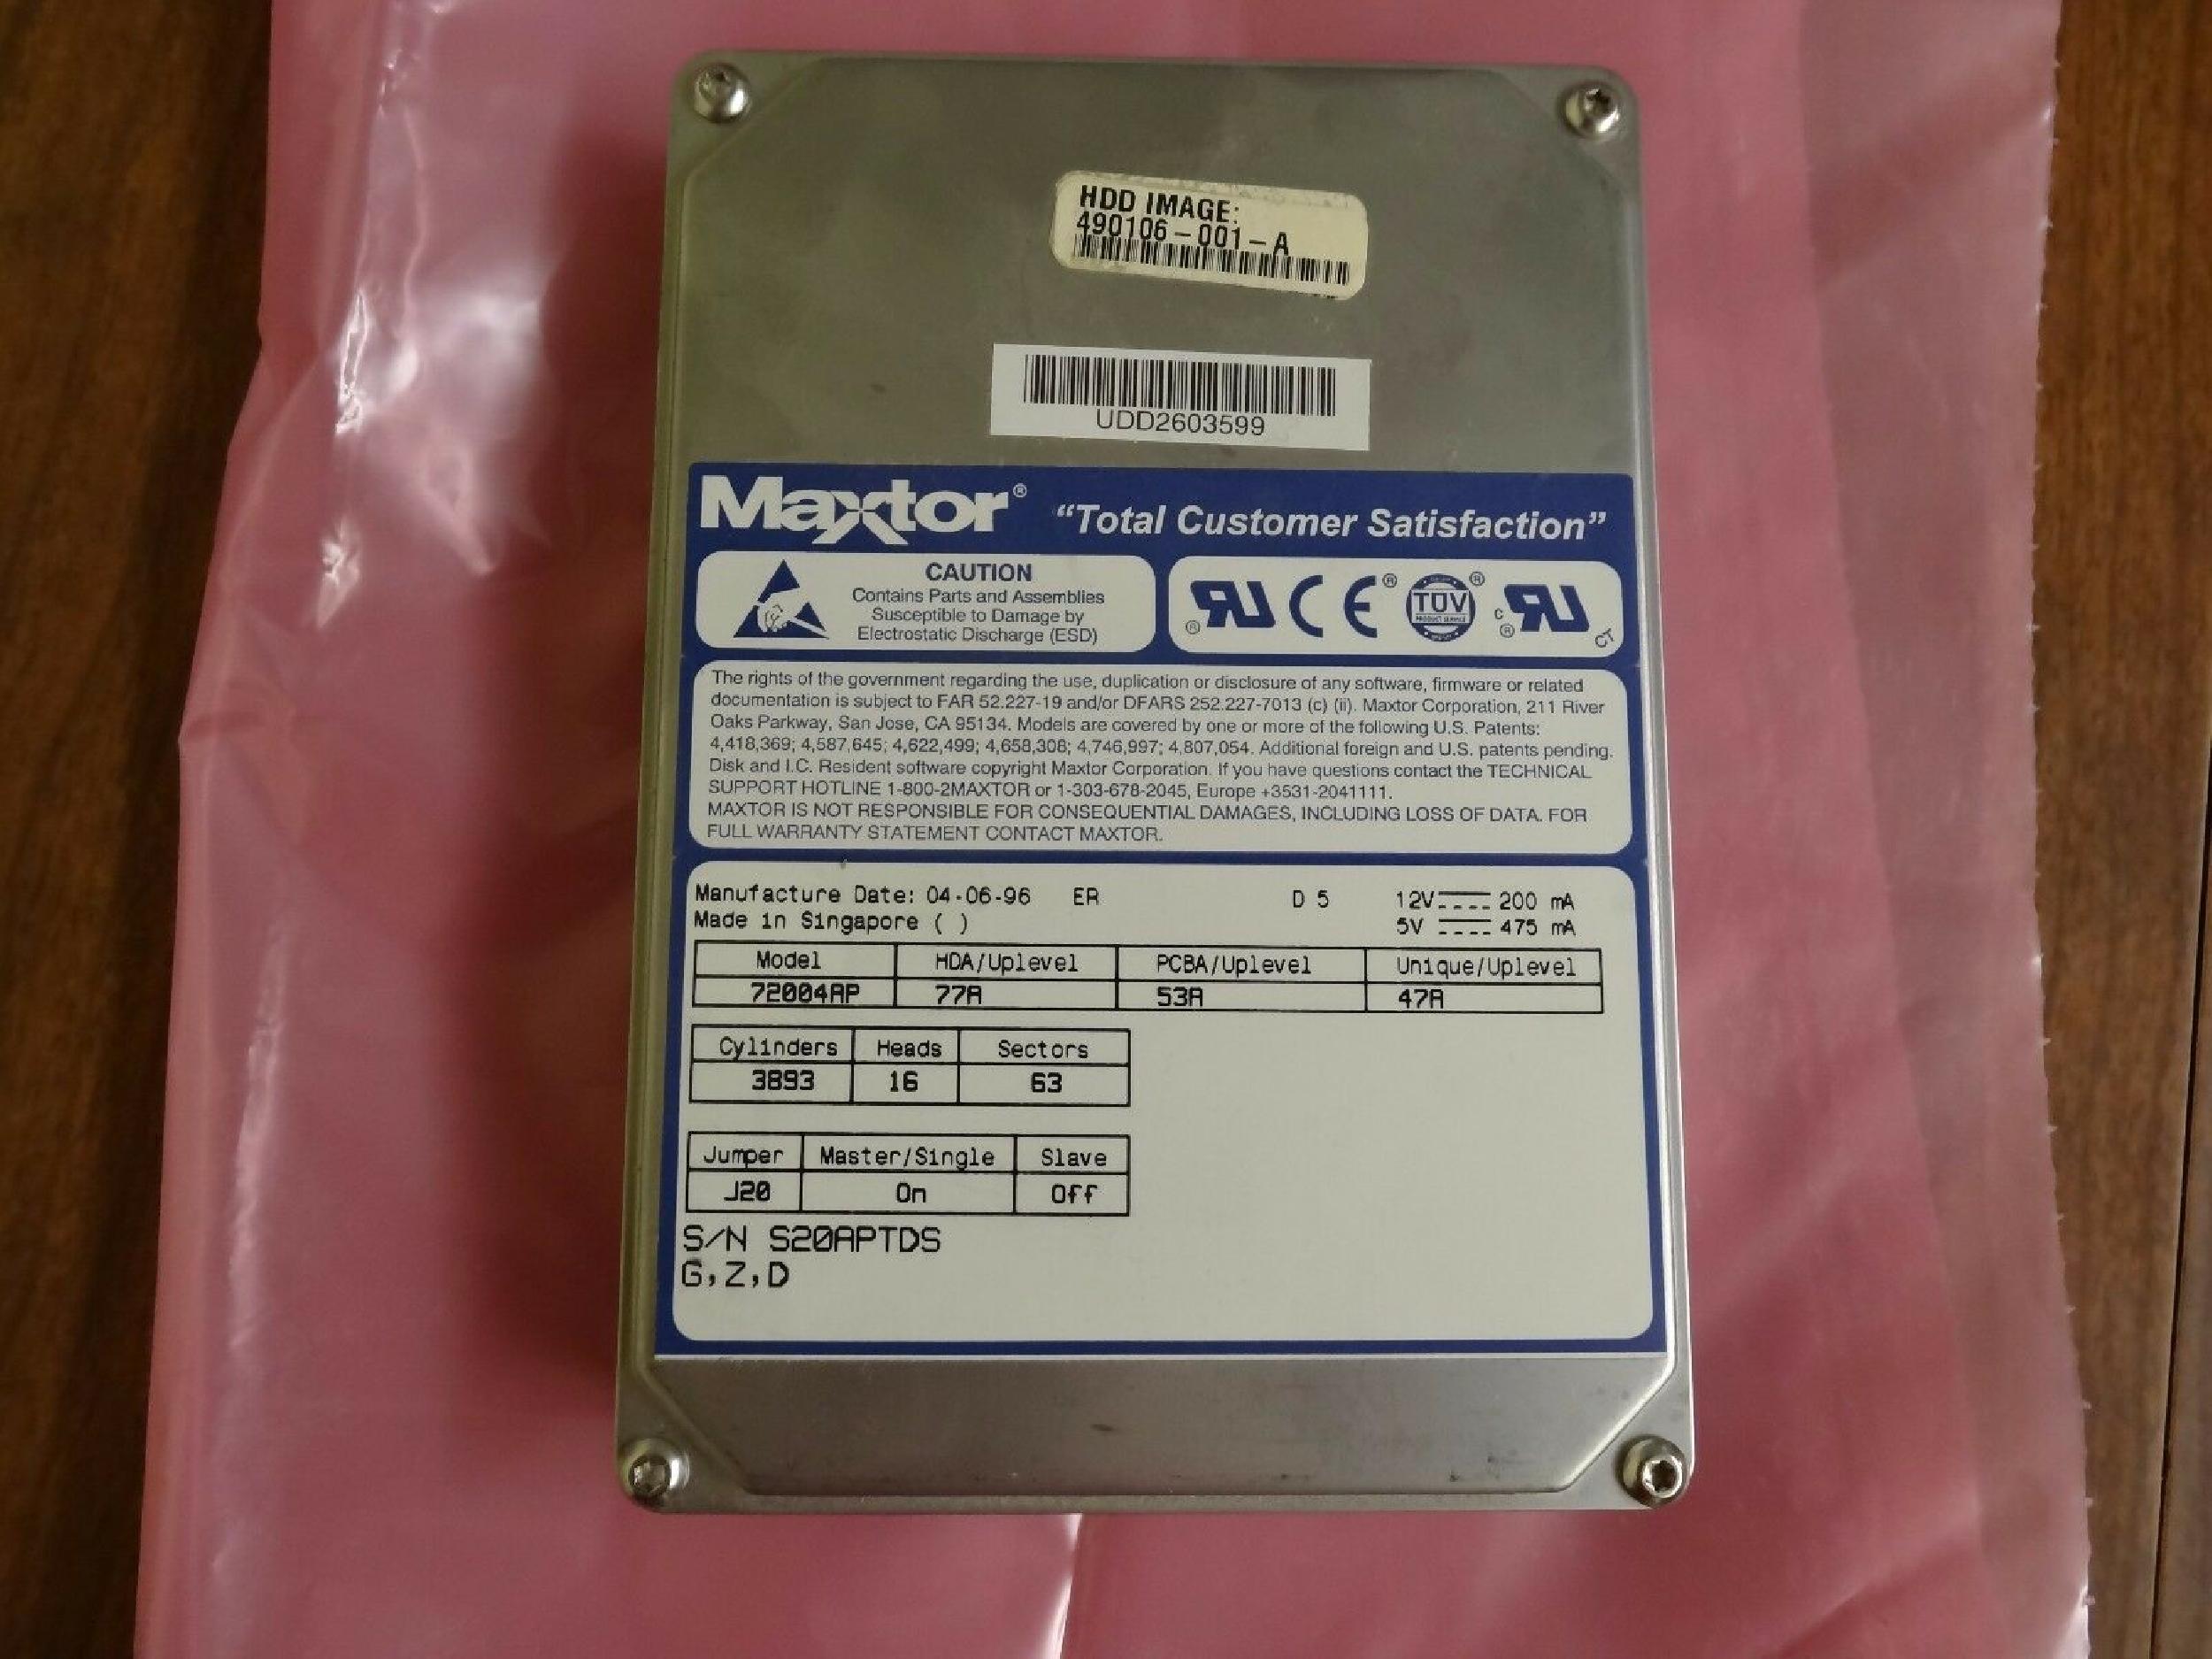 HDD IMAGE:
490106-001-A
UDD2603599
Maxtor® "Total Customer Satisfaction"
CAUTION
Contains Parts and Assemblies
Susceptible to Damage by
Electrostatic Discharge (ESD)
® RU CE® TÜV ® c RU ® CT
The rights of the government regarding the use, duplication or disclosure of any software, firmware or related
documentation is subject to FAR 52.227-19 and/or DFARS 252.227-7013 (c) (ii). Maxtor Corporation, 211 River
Oaks Parkway, San Jose, CA 95134. Models are covered by one or more of the following U.S. Patents:
4,418,369; 4,587,645; 4,622,499; 4,658,308; 4,746,997; 4,807,054. Additional foreign and U.S. patents pending.
Disk and I.C. Resident software copyright Maxtor Corporation. If you have questions contact the TECHNICAL
SUPPORT HOTLINE 1-800-2MAXTOR or 1-303-678-2045, Europe +3531-2041111.
MAXTOR IS NOT RESPONSIBLE FOR CONSEQUENTIAL DAMAGES, INCLUDING LOSS OF DATA. FOR
FULL WARRANTY STATEMENT CONTACT MAXTOR.
Manufacture Date: 04-06-96 ER D 5 12V 200 mA
Made in Singapore ( ) 5V 475 mA
Model HDA/Uplevel PCBA/Uplevel Unique/Uplevel
72004AP 77A 53A 47A
Cylinders Heads Sectors
3893 16 63
Jumper Master/Single Slave
J20 On Off
S/N S20APTDS
G,Z,D